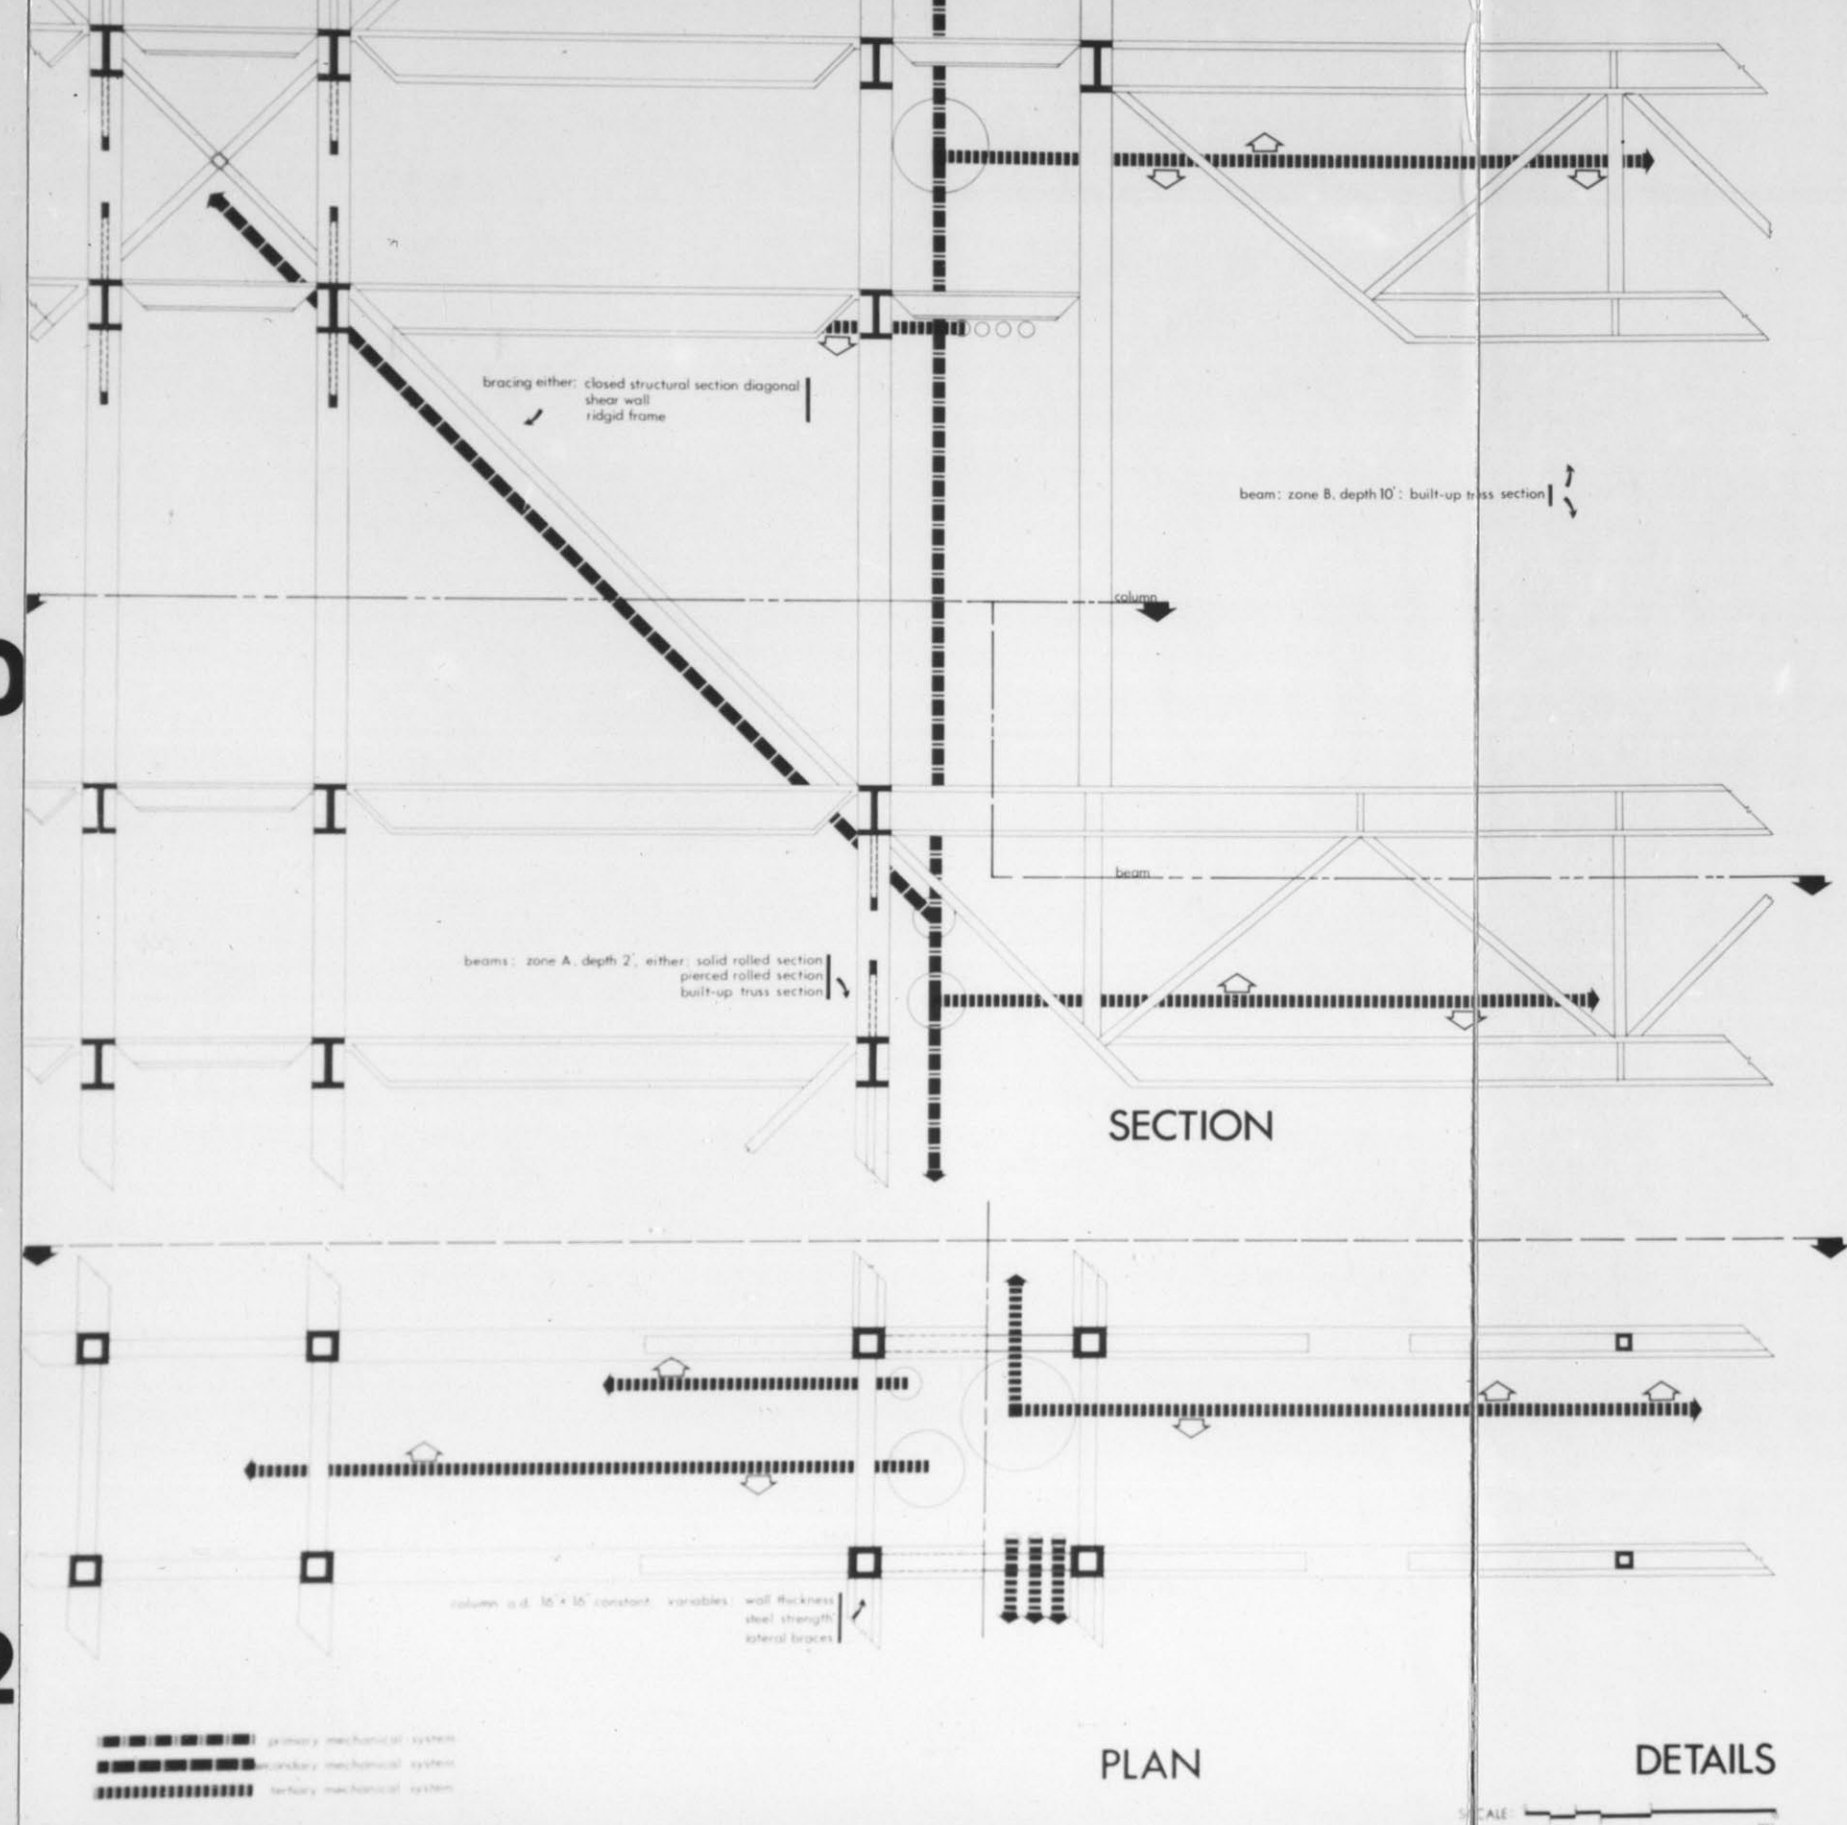 bracing either: closed structural section diagonal
shear wall
ridgid frame
beam: zone B, depth 10': built-up truss section
column
beam
beams: zone A, depth 2', either: solid rolled section
pierced rolled section
built-up truss section
SECTION
column o.d. 16" x 16" constant variables: wall thickness
steel strength
lateral braces
primary mechanical system
secondary mechanical system
tertiary mechanical system
PLAN
DETAILS
SCALE